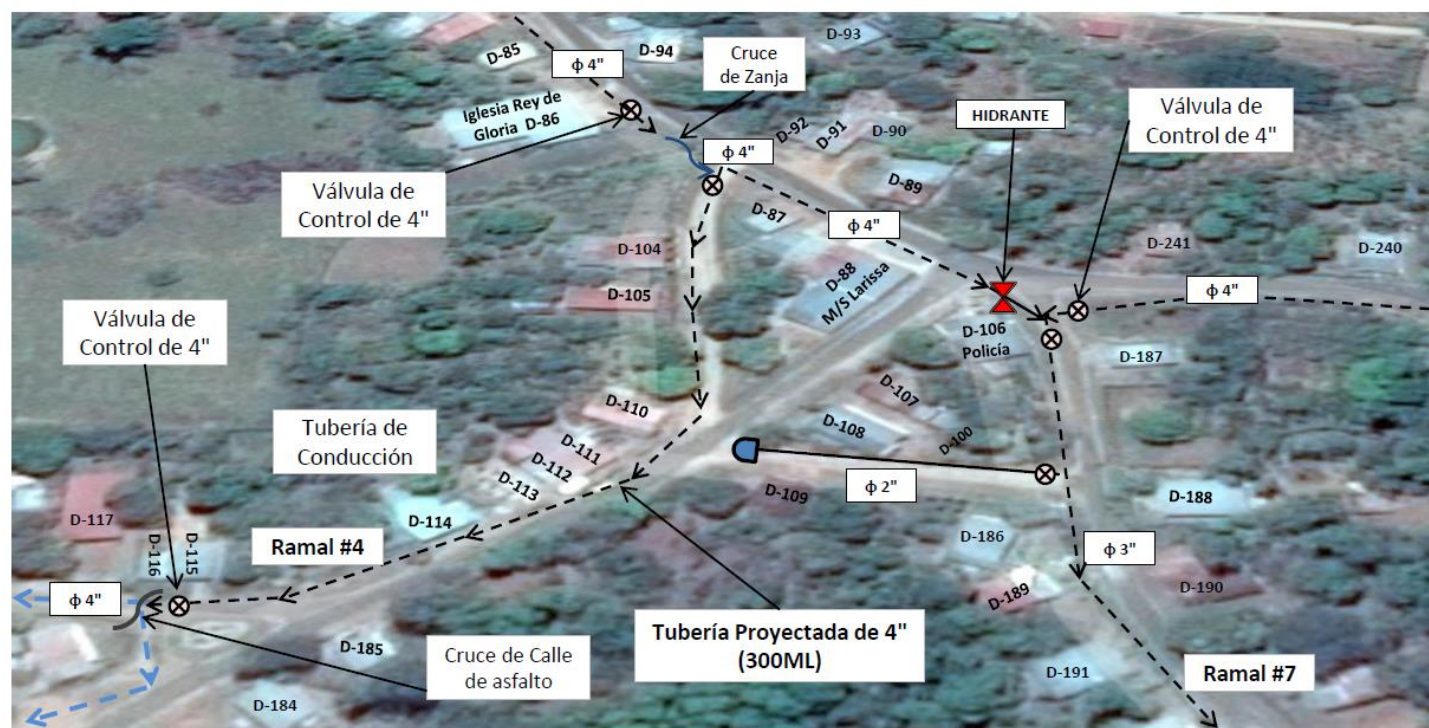 D-85
ϕ 4"
D-94
D-93
Cruce
de Zanja
Iglesia Rey de
Gloria D-86
D-92
D-91
D-90
HIDRANTE
Válvula de
Control de 4"
ϕ 4"
D-89
Válvula de
Control de 4"
D-87
ϕ 4"
D-104
D-88
M/S Larissa
D-241
D-240
D-105
ϕ 4"
Válvula de
Control de 4"
D-106
Policía
D-187
D-110
D-107
Tubería de
Conducción
D-108
D-100
D-111
D-112
D-113
D-109
ϕ 2"
D-188
D-117
D-114
D-116
D-115
Ramal #4
D-186
ϕ 3"
ϕ 4"
D-189
D-190
Tubería Proyectada de 4"
(300ML)
D-185
Cruce de Calle
de asfalto
D-191
Ramal #7
D-184